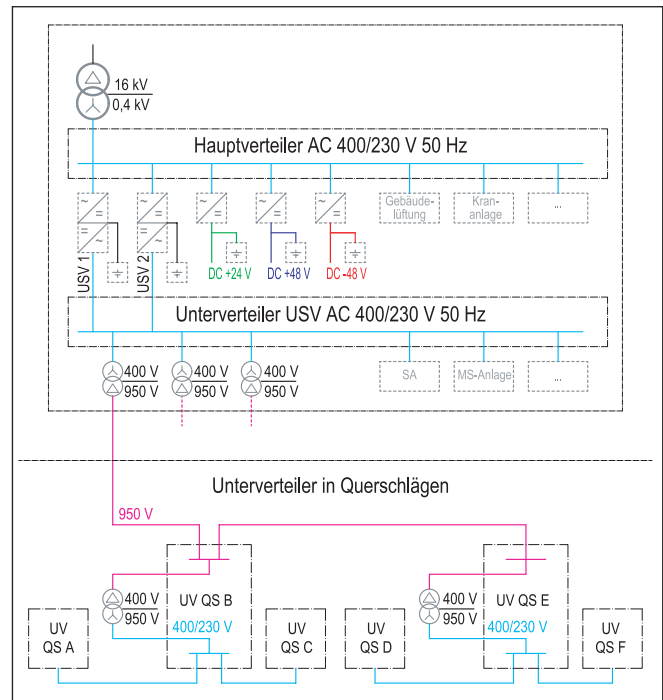 16 kV
0,4 kV
Hauptverteiler AC 400/230 V 50 Hz
~
=
~
=
~
=
~
=
~
=
Gebäude-
lüftung
Kran-
anlage
...
=
~
=
~
USV 1
USV 2
DC +24 V
DC +48 V
DC -48 V
Unterverteiler USV AC 400/230 V 50 Hz
400 V
950 V
400 V
950 V
400 V
950 V
SA
MS-Anlage
...
Unterverteiler in Querschlägen
950 V
400 V
950 V
UV QS B
400/230 V
400 V
950 V
UV QS E
400/230 V
UV
QS A
UV
QS C
UV
QS D
UV
QS F